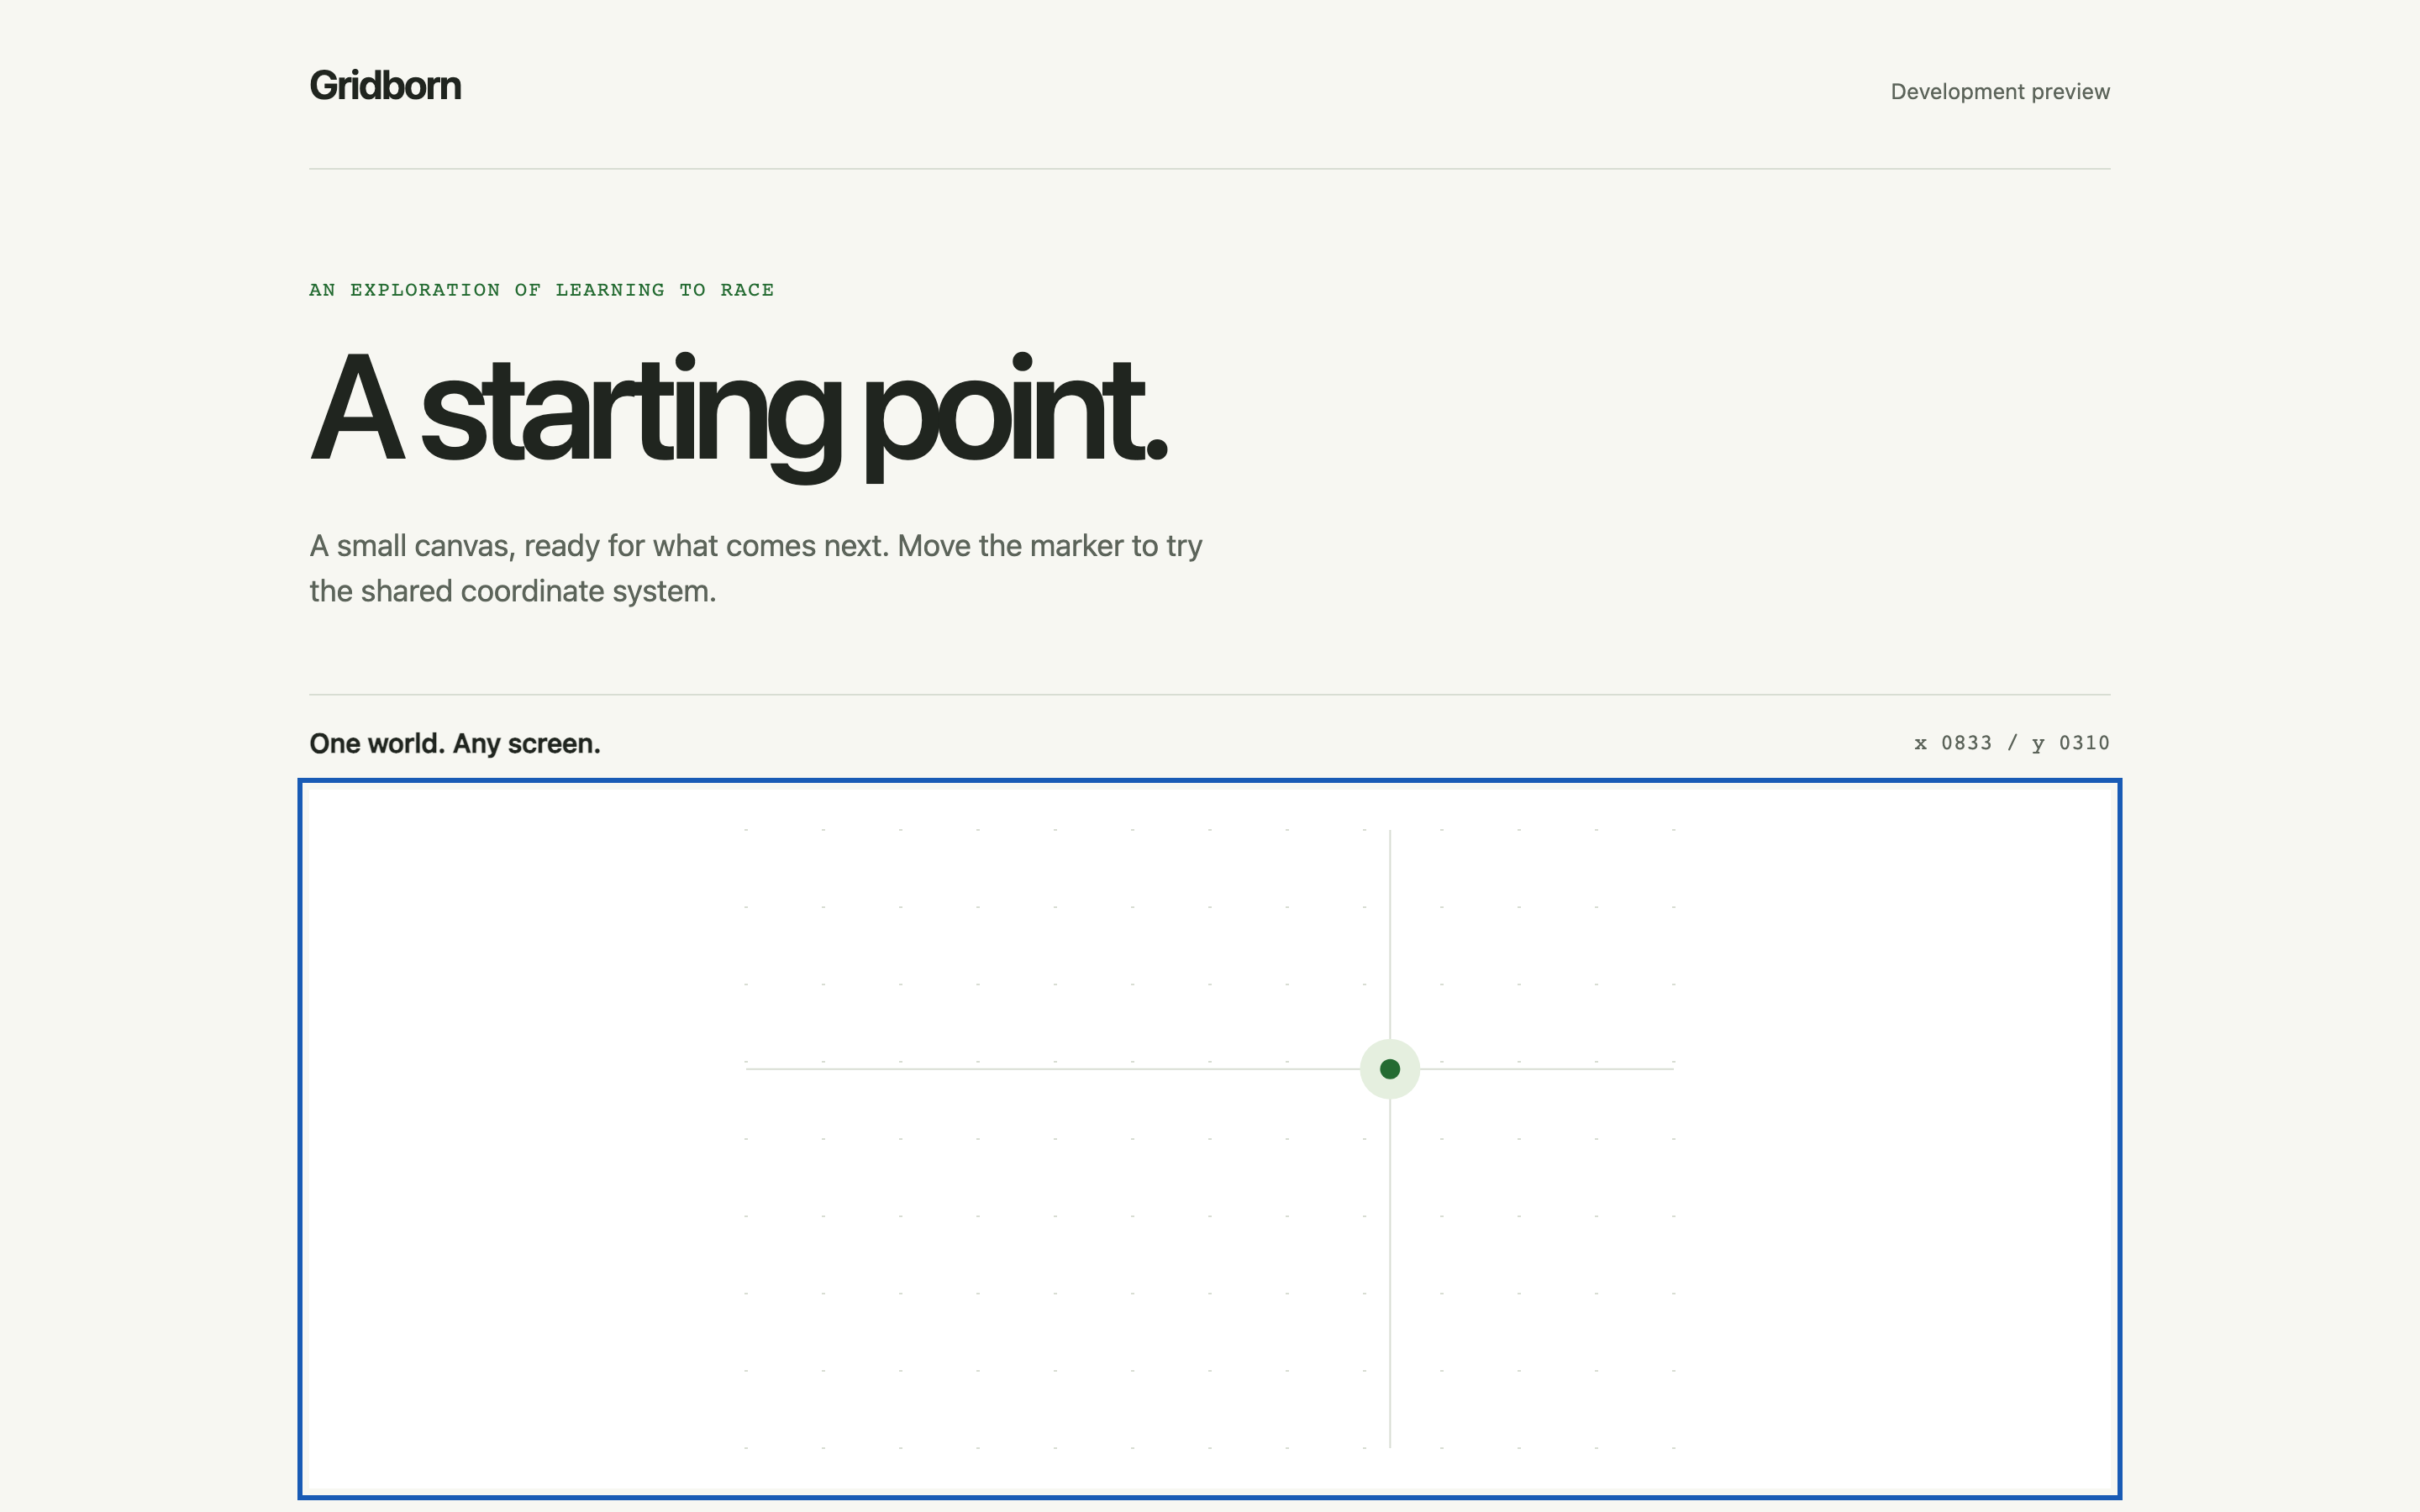 Gridborn
Development preview
AN EXPLORATION OF LEARNING TO RACE
A starting point.
A small canvas, ready for what comes next. Move the marker to try
the shared coordinate system.
One world. Any screen.
x 0833 / y 0310